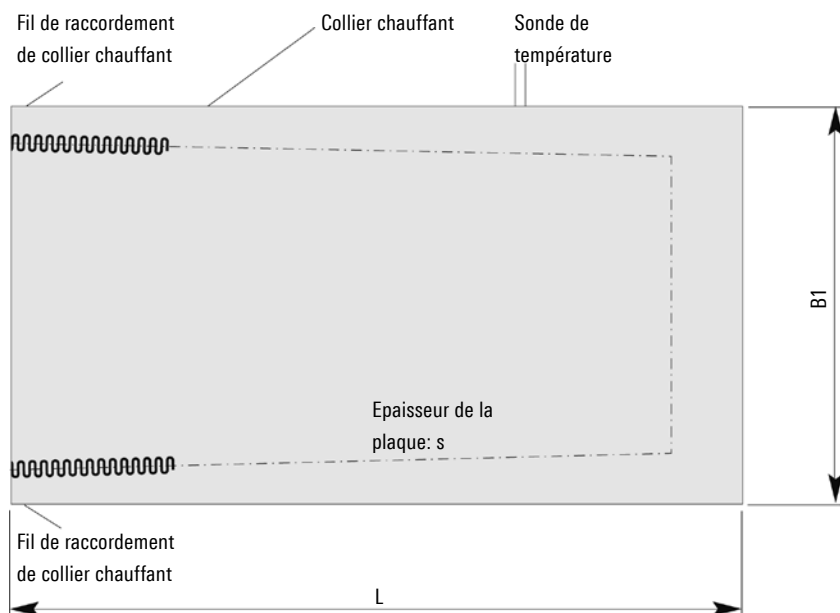 Fil de raccordement
de collier chauffant
Collier chauffant
Sonde de
température
B1
Epaisseur de la
plaque: s
Fil de raccordement
de collier chauffant
L